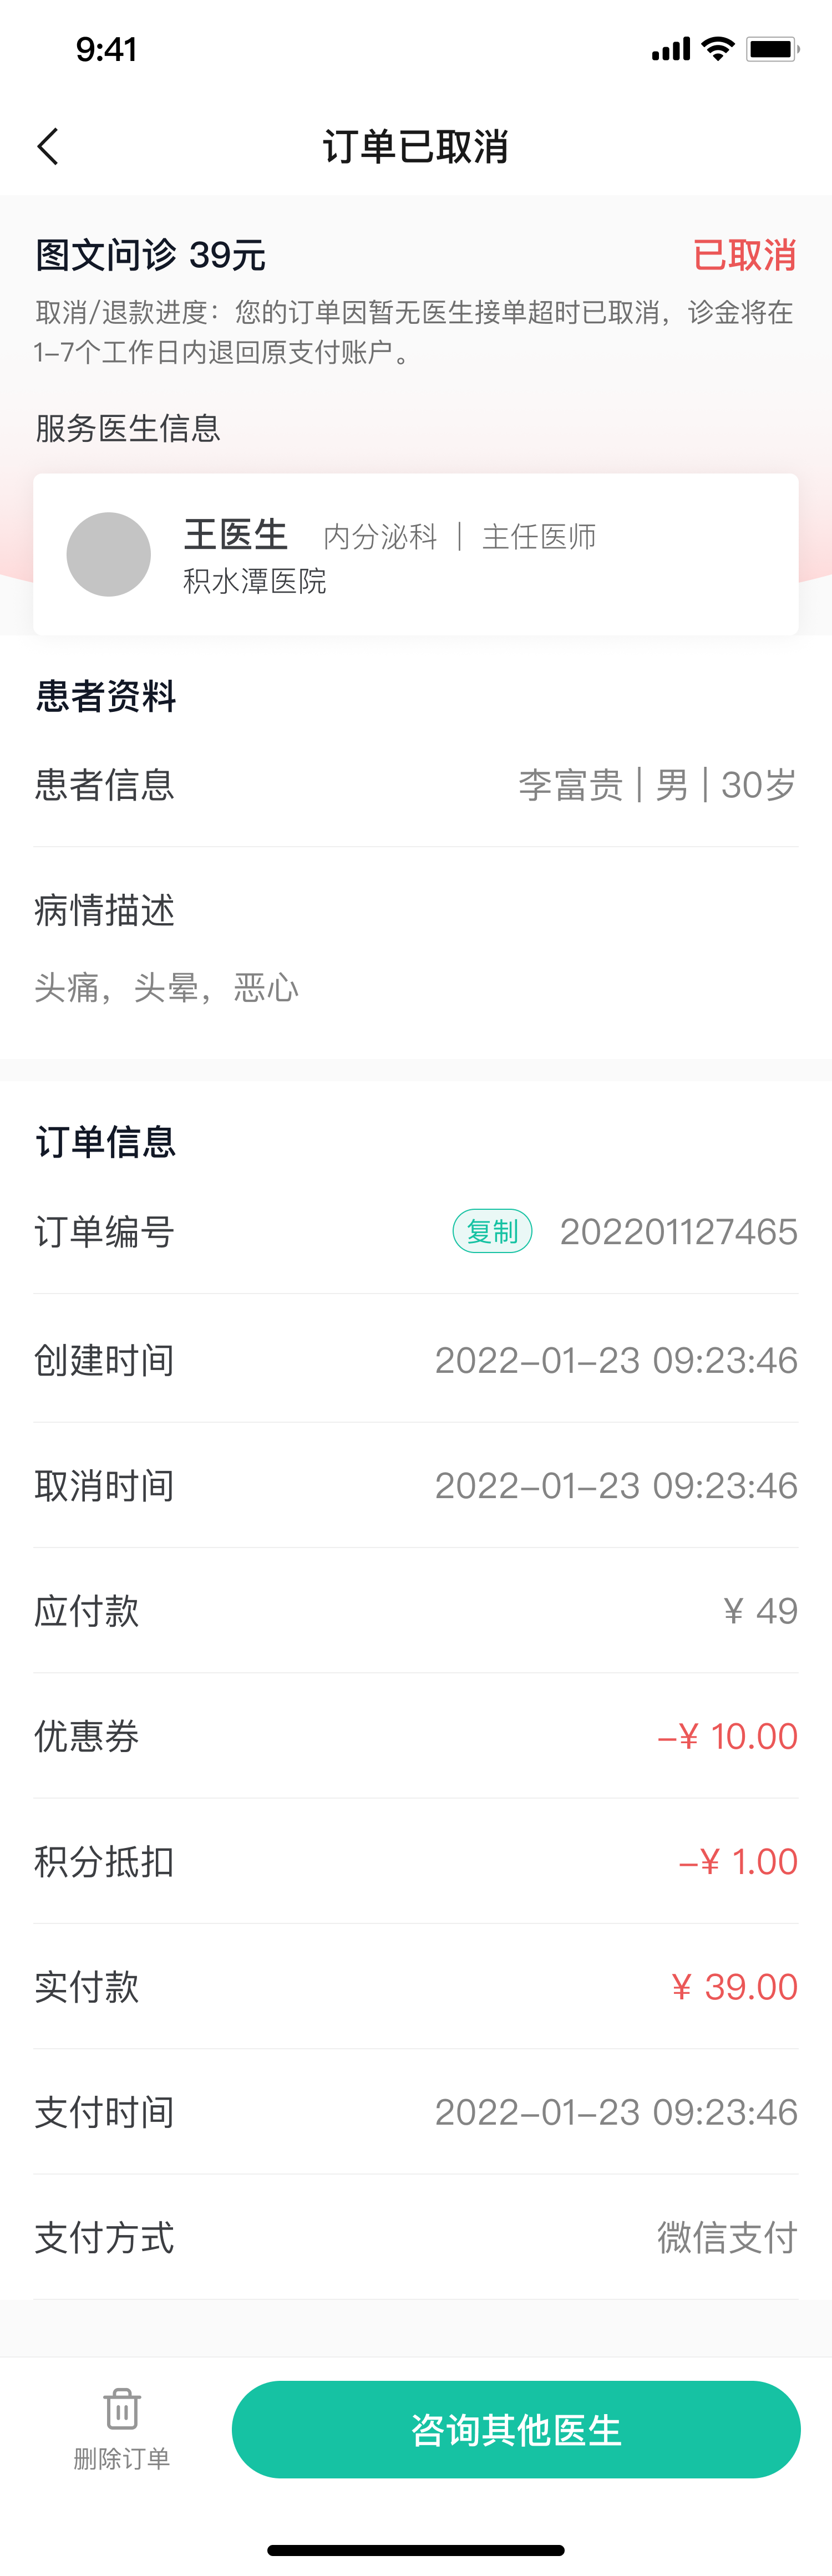 9:41
订单已取消
图文问诊 39元 已取消
取消/退款进度：您的订单因暂无医生接单超时已取消，诊金将在
1-7个工作日内退回原支付账户。
服务医生信息
王医生 内分泌科 | 主任医师
积水潭医院
患者资料
患者信息 李富贵 | 男 | 30岁
病情描述
头痛，头晕，恶心
订单信息
订单编号 复制 202201127465
创建时间 2022-01-23 09:23:46
取消时间 2022-01-23 09:23:46
应付款 ¥ 49
优惠券 -¥ 10.00
积分抵扣 -¥ 1.00
实付款 ¥ 39.00
支付时间 2022-01-23 09:23:46
支付方式 微信支付
删除订单 咨询其他医生